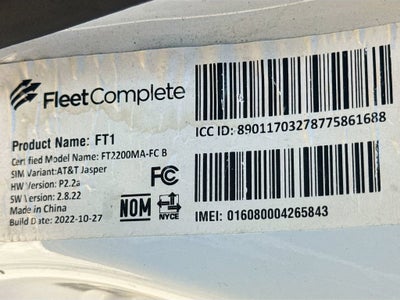 FleetComplete
Product Name: FT1
Certified Model Name: FT2200MA-FC B
SIM Variant:AT&T Jasper
HW Version: P2.2a
SW Version: 2.8.22
Made in China
Build Date: 2022-10-27
FC
NOM
NYCE
ICC ID: 89011703278775861688
IMEI: 016080004265843